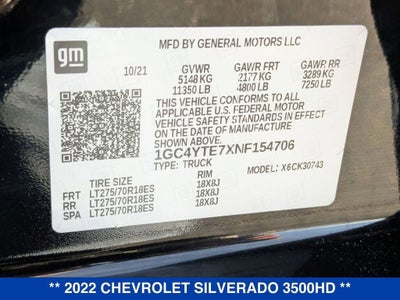 gm
MFD BY GENERAL MOTORS LLC
10/21 GVWR GAWR FRT GAWR RR
5148 KG 2177 KG 3289 KG
11350 LB 4800 LB 7250 LB
THIS VEHICLE CONFORMS TO ALL
APPLICABLE U.S. FEDERAL MOTOR
VEHICLE SAFETY STANDARDS IN
EFFECT ON THE DATE OF
MANUFACTURE SHOWN ABOVE.
1GC4YTE7XNF154706
TYPE: TRUCK MODEL: X6CK30743
TIRE SIZE RIM
FRT LT275/70R18ES 18X8J
RR LT275/70R18ES 18X8J
SPA LT275/70R18ES 18X8J
** 2022 CHEVROLET SILVERADO 3500HD **